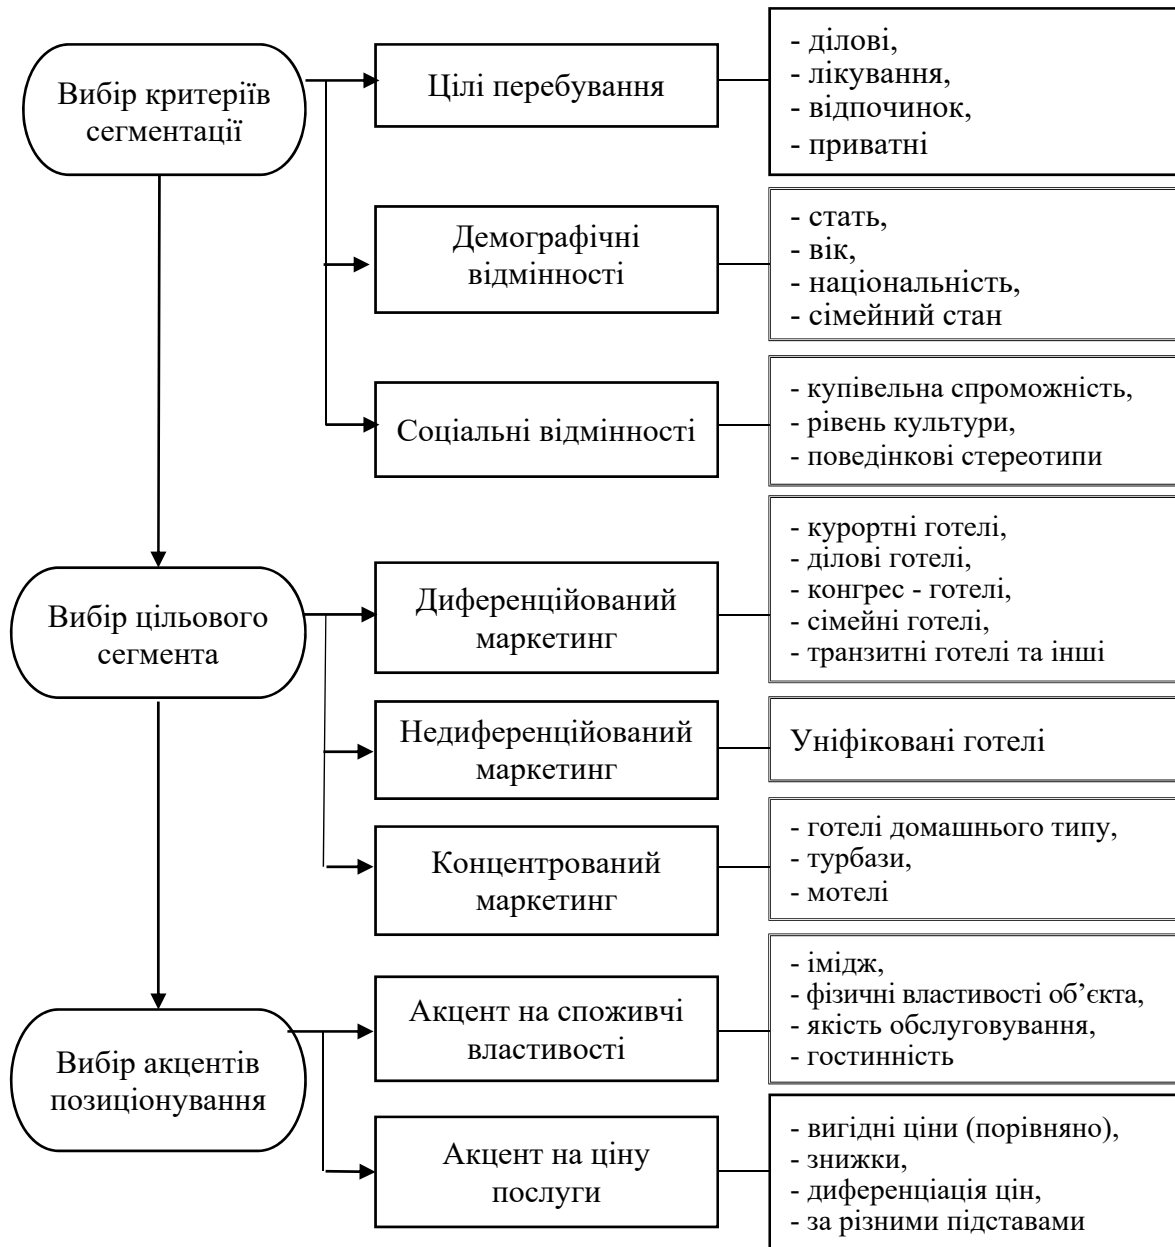 Вибір критеріїв
сегментації
Цілі перебування
- ділові,
- лікування,
- відпочинок,
- приватні
Демографічні
відмінності
- стать,
- вік,
- національність,
- сімейний стан
Соціальні відмінності
- купівельна спроможність,
- рівень культури,
- поведінкові стереотипи
Вибір цільового
сегмента
Диференційований
маркетинг
- курортні готелі,
- ділові готелі,
- конгрес - готелі,
- сімейні готелі,
- транзитні готелі та інші
Недиференційований
маркетинг
Уніфіковані готелі
Концентрований
маркетинг
- готелі домашнього типу,
- турбази,
- мотелі
Вибір акцентів
позиціонування
Акцент на споживчі
властивості
- імідж,
- фізичні властивості об’єкта,
- якість обслуговування,
- гостинність
Акцент на ціну
послуги
- вигідні ціни (порівняно),
- знижки,
- диференціація цін,
- за різними підставами